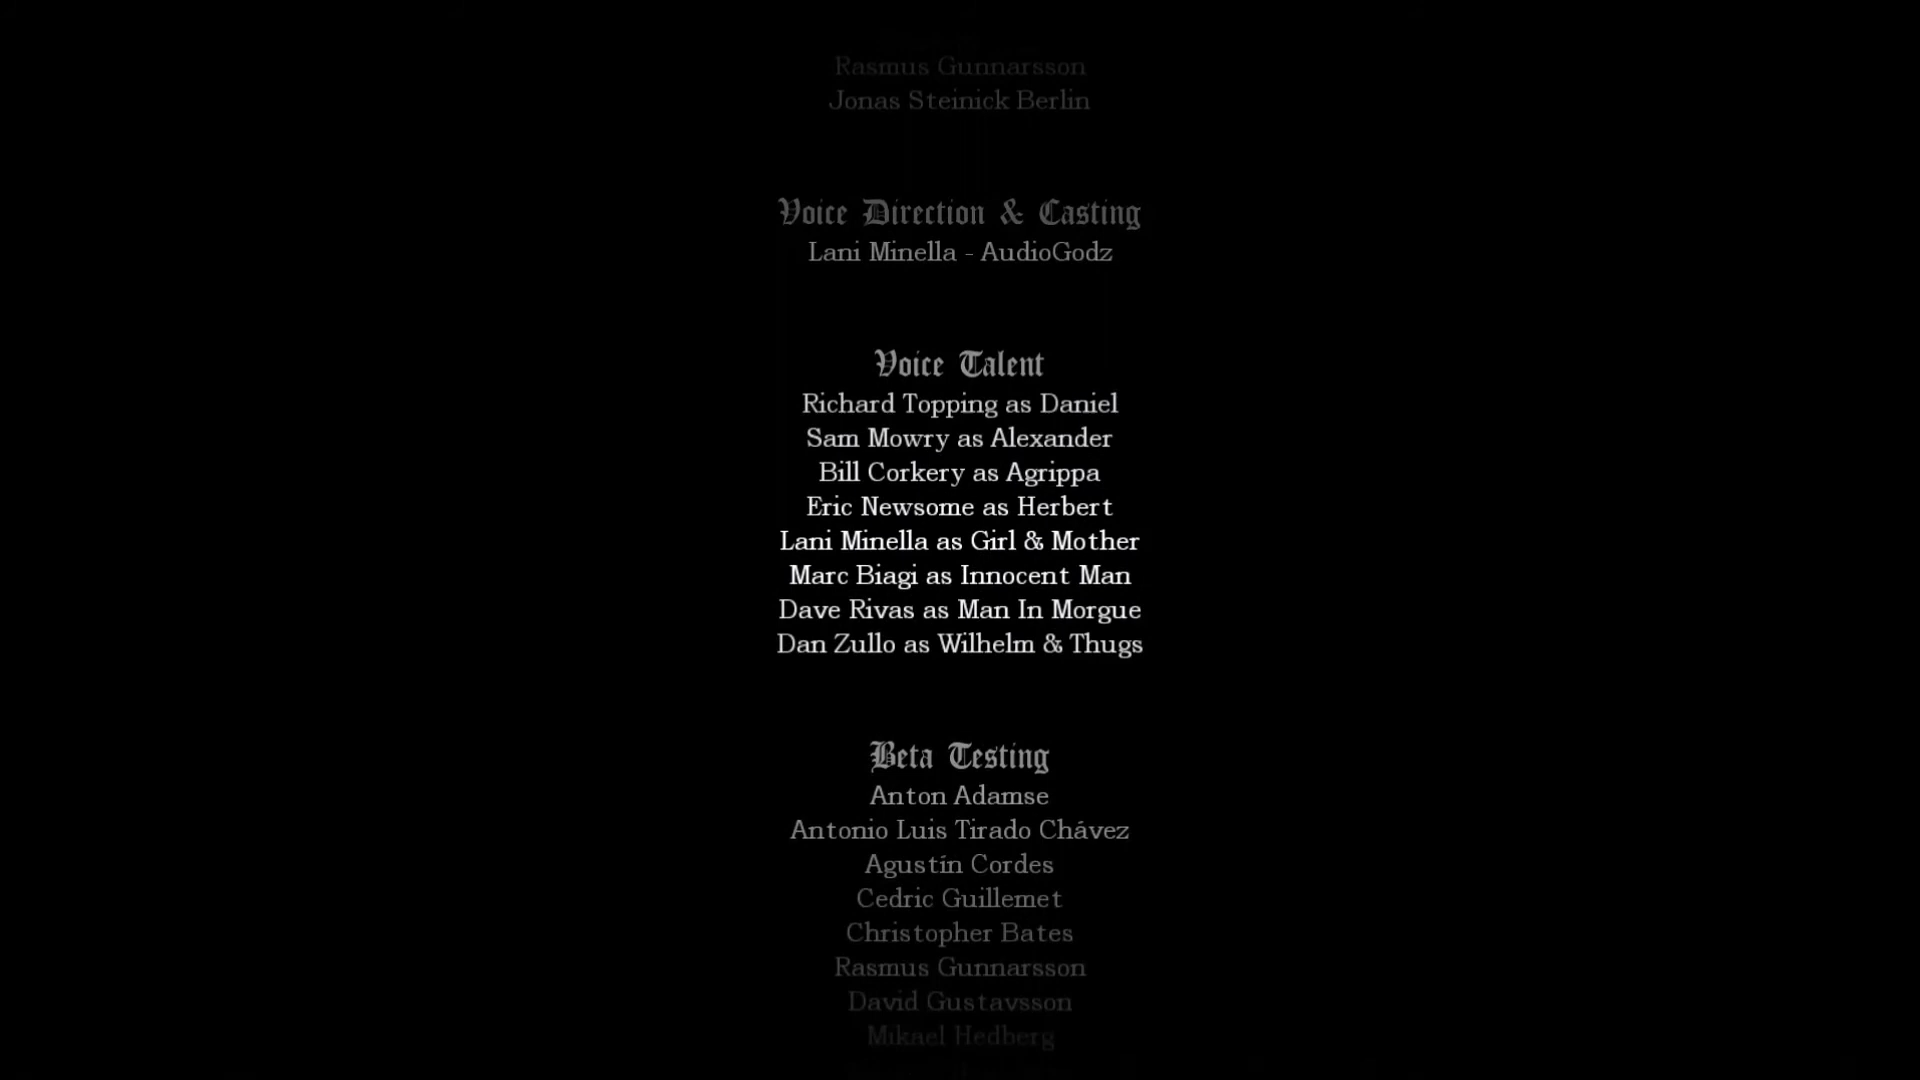 Rasmus Gunnarsson
Jonas Steinick Berlin
Voice Direction & Casting
Lani Minella - AudioGodz
Voice Talent
Richard Topping as Daniel
Sam Mowry as Alexander
Bill Corkery as Agrippa
Eric Newsome as Herbert
Lani Minella as Girl & Mother
Marc Biagi as Innocent Man
Dave Rivas as Man In Morgue
Dan Zullo as Wilhelm & Thugs
Beta Testing
Anton Adamse
Antonio Luis Tirado Chávez
Agustín Cordes
Cedric Guillemet
Christopher Bates
Rasmus Gunnarsson
David Gustavsson
Mikael Hedberg